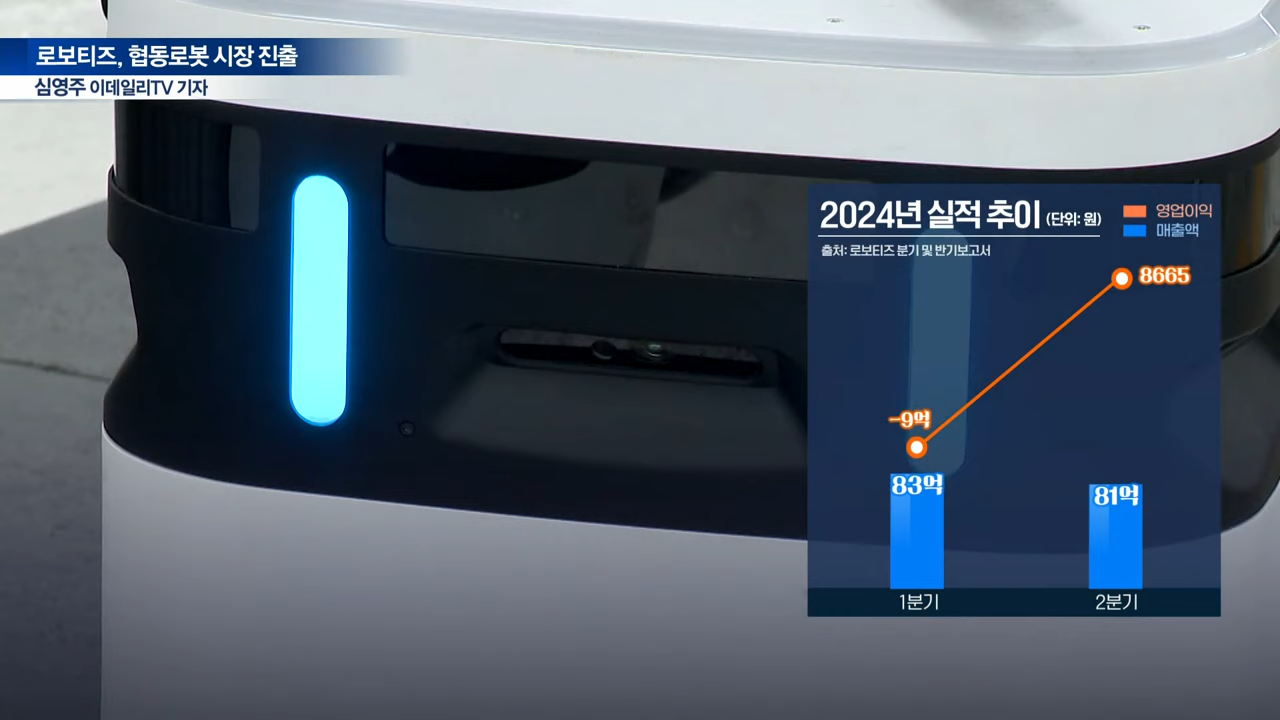 로보티즈, 협동로봇 시장 진출
심영주 이데일리TV 기자
2024년 실적 추이 (단위: 원)
영업이익
매출액
출처: 로보티즈 분기 및 반기보고서
8665
-9억
83억
81억
1분기
2분기